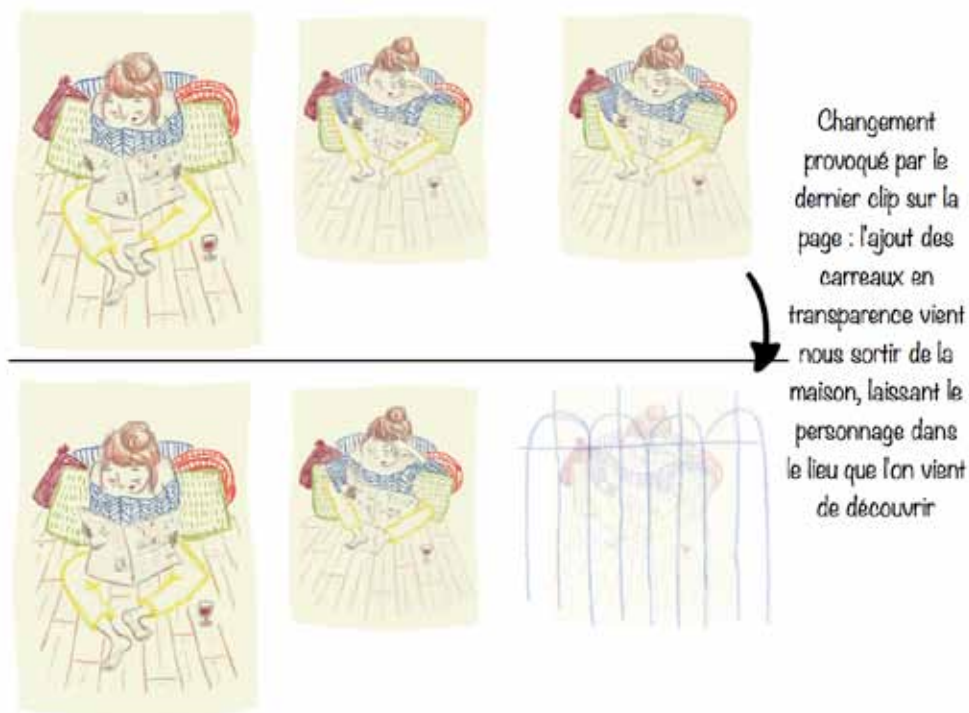 Changement
provoqué par le
dernier clip sur la
page : l'ajout des
carreaux en
transparence vient
nous sortir de la
maison, laissant le
personnage dans
le lieu que l'on vient
de découvrir